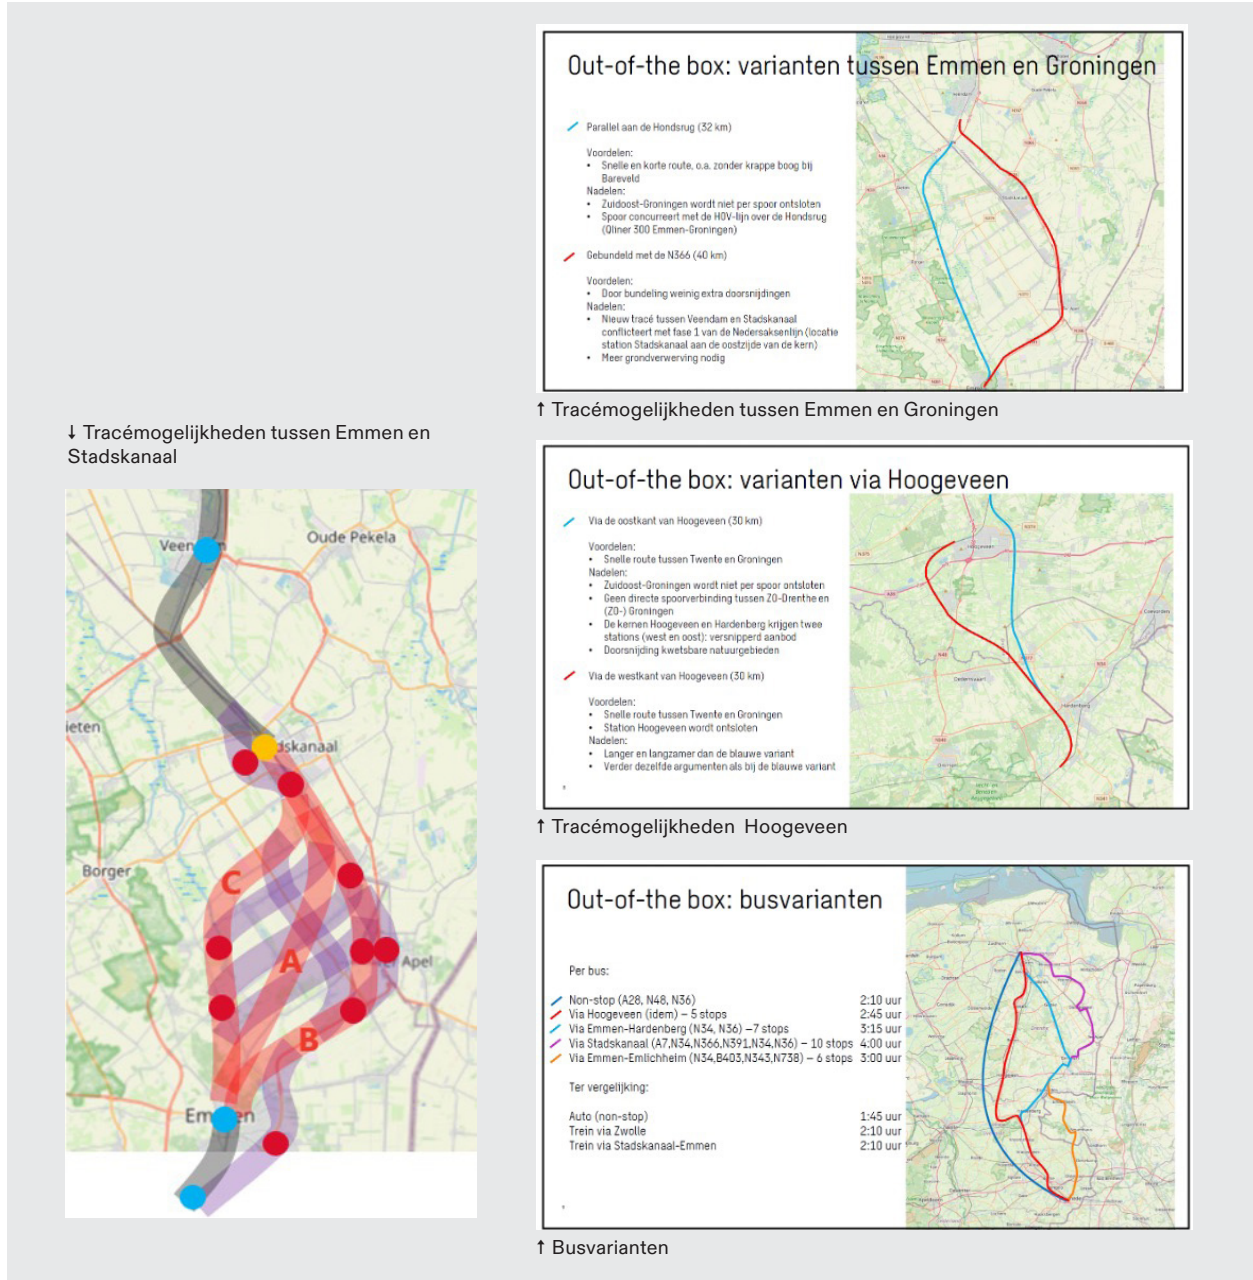 Out-of-the box: varianten tussen Emmen en Groningen
Parallel aan de Hondsrug (32 km)
Voordelen:
• Snelle en korte route, o.a. zonder krappe boog bij
Bareveld
Nadelen:
• Zuidoost-Groningen wordt niet per spoor ontsloten
• Spoor concurreert met de HOV-lijn over de Hondsrug
(Qliner 300 Emmen-Groningen)
Gebundeld met de N366 (40 km)
Voordelen:
• Door bundeling weinig extra doorsnijdingen
Nadelen:
• Nieuw tracé tussen Veendam en Stadskanaal
conflicteert met fase 1 van de Nedersaksenlijn (locatie
station Stadskanaal aan de oostzijde van de kern)
• Meer grondverwerving nodig
↑ Tracémogelijkheden tussen Emmen en Groningen
↓ Tracémogelijkheden tussen Emmen en
Stadskanaal
Oude Pekela
dskanaal
ieten
Borger
C
A
Apel
B
Out-of-the box: varianten via Hoogeveen
Via de oostkant van Hoogeveen (30 km)
Voordelen:
• Snelle route tussen Twente en Groningen
Nadelen:
• Zuidoost-Groningen wordt niet per spoor ontsloten
• Geen directe spoorverbinding tussen ZO-Drenthe en
(ZO-) Groningen
• De kernen Hoogeveen en Hardenberg krijgen twee
stations (west en oost): versnipperd aanbod
• Doorsnijding kwetsbare natuurgebieden
Via de westkant van Hoogeveen (30 km)
Voordelen:
• Snelle route tussen Twente en Groningen
• Station Hoogeveen wordt ontsloten
Nadelen:
• Langer en langzamer dan de blauwe variant
• Verder dezelfde argumenten als bij de blauwe variant
Hoogeveen
Hardenberg
↑ Tracémogelijkheden Hoogeveen
Out-of-the box: busvarianten
Per bus:
Non-stop (A28, N48, N36) 2:10 uur
Via Hoogeveen (idem) – 5 stops 2:45 uur
Via Emmen-Hardenberg (N34, N36) –7 stops 3:15 uur
Via Stadskanaal (A7,N34,N366,N391,N34,N36) – 10 stops 4:00 uur
Via Emmen-Emlichheim (N34,B403,N343,N738) – 6 stops 3:00 uur
Ter vergelijking:
Auto (non-stop) 1:45 uur
Trein via Zwolle 2:10 uur
Trein via Stadskanaal-Emmen 2:10 uur
↑ Busvarianten